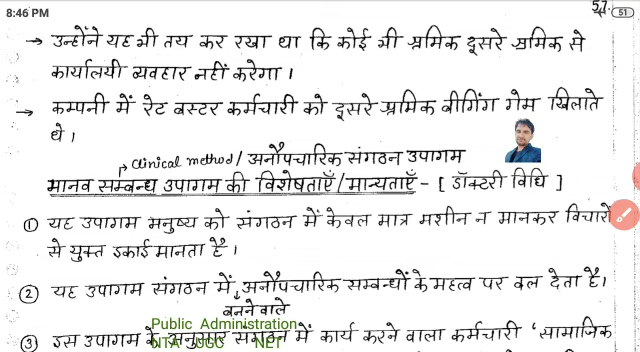 8:46 PM
57.
51
→ उन्होंने यह भी तय कर रखा था कि कोई भी श्रमिक दूसरे श्रमिक से
कार्यालयी व्यवहार नहीं करेगा।
→ कम्पनी में रेट बस्टर कर्मचारी को दूसरे श्रमिक बीगिंग गेम खिलाते
थे।
Clinical method / अनौपचारिक संगठन उपागम
मानव सम्बन्ध उपागम की विशेषताएँ / मान्यताएँ - [ डॉक्टरी विधि ]
① यह उपागम मनुष्य को संगठन में केवल मात्र मशीन न मानकर विचारों
से युक्त इकाई मानता है।
② यह उपागम संगठन में अनौपचारिक सम्बन्धों के महत्व पर बल देता है।
बनने वाले
Public Administration
③ इस उपागम के अनुसार संगठन में कार्य करने वाला कर्मचारी 'सामाजिक
NTA UGC NET